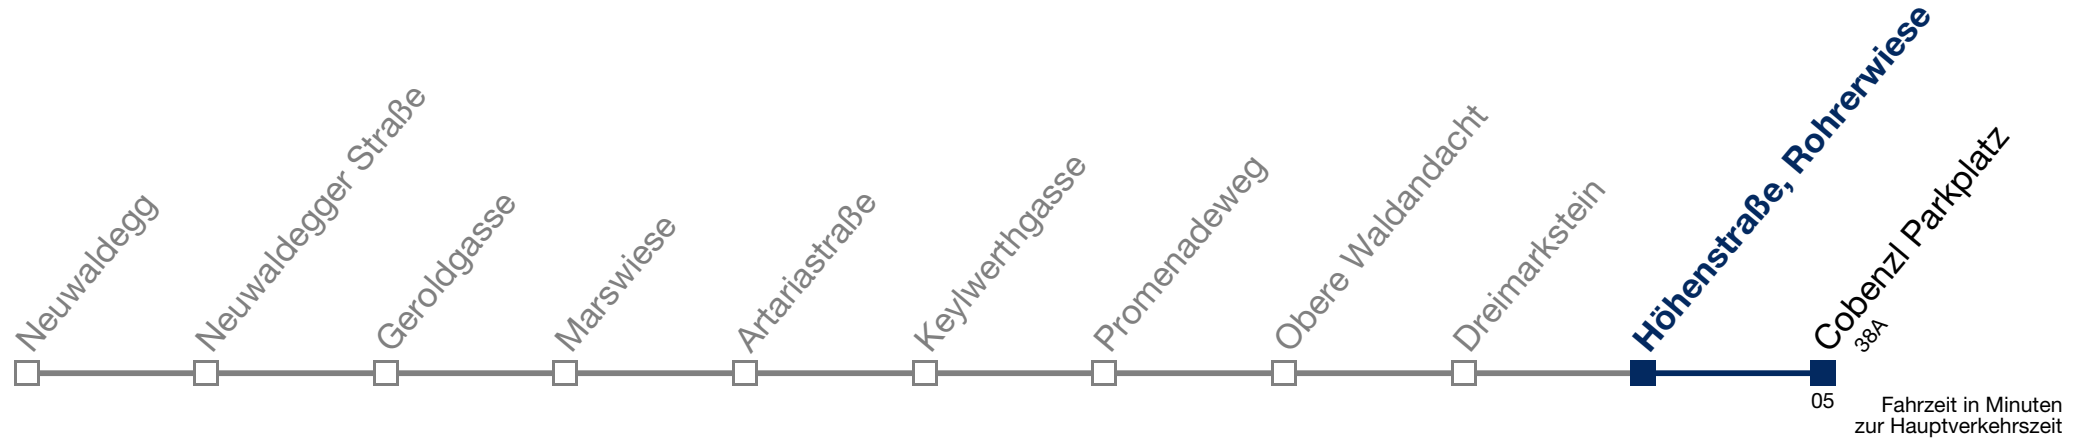 Neuwaldegg
Neuwaldegger Straße
Geroldgasse
Marswiese
Artariastraße
Keylwerthgasse
Promenadeweg
Obere Waldandacht
Dreimarkstein
Höhenstraße, Rohrerwiese
Cobenzl Parkplatz
38A
05
Fahrzeit in Minuten
zur Hauptverkehrszeit